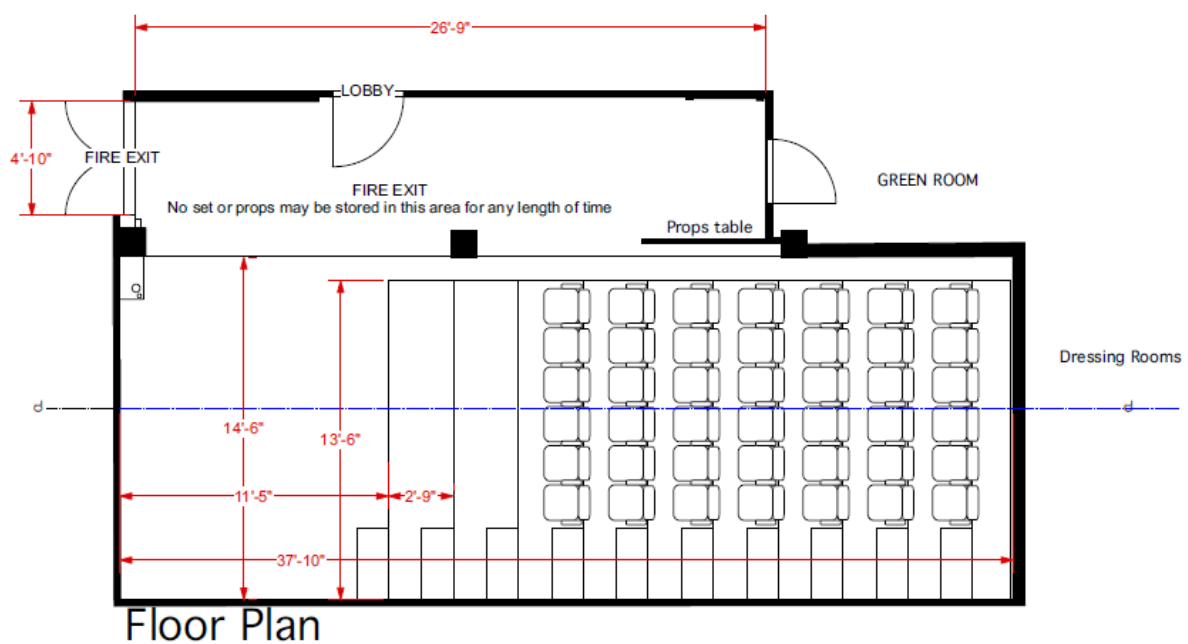 26'-9"
LOBBY
4'-10"
FIRE EXIT
GREEN ROOM
FIRE EXIT
No set or props may be stored in this area for any length of time
Props table
Dressing Rooms
14'-6"
13'-6"
11'-5"
2'-9"
37'-10"
Floor Plan